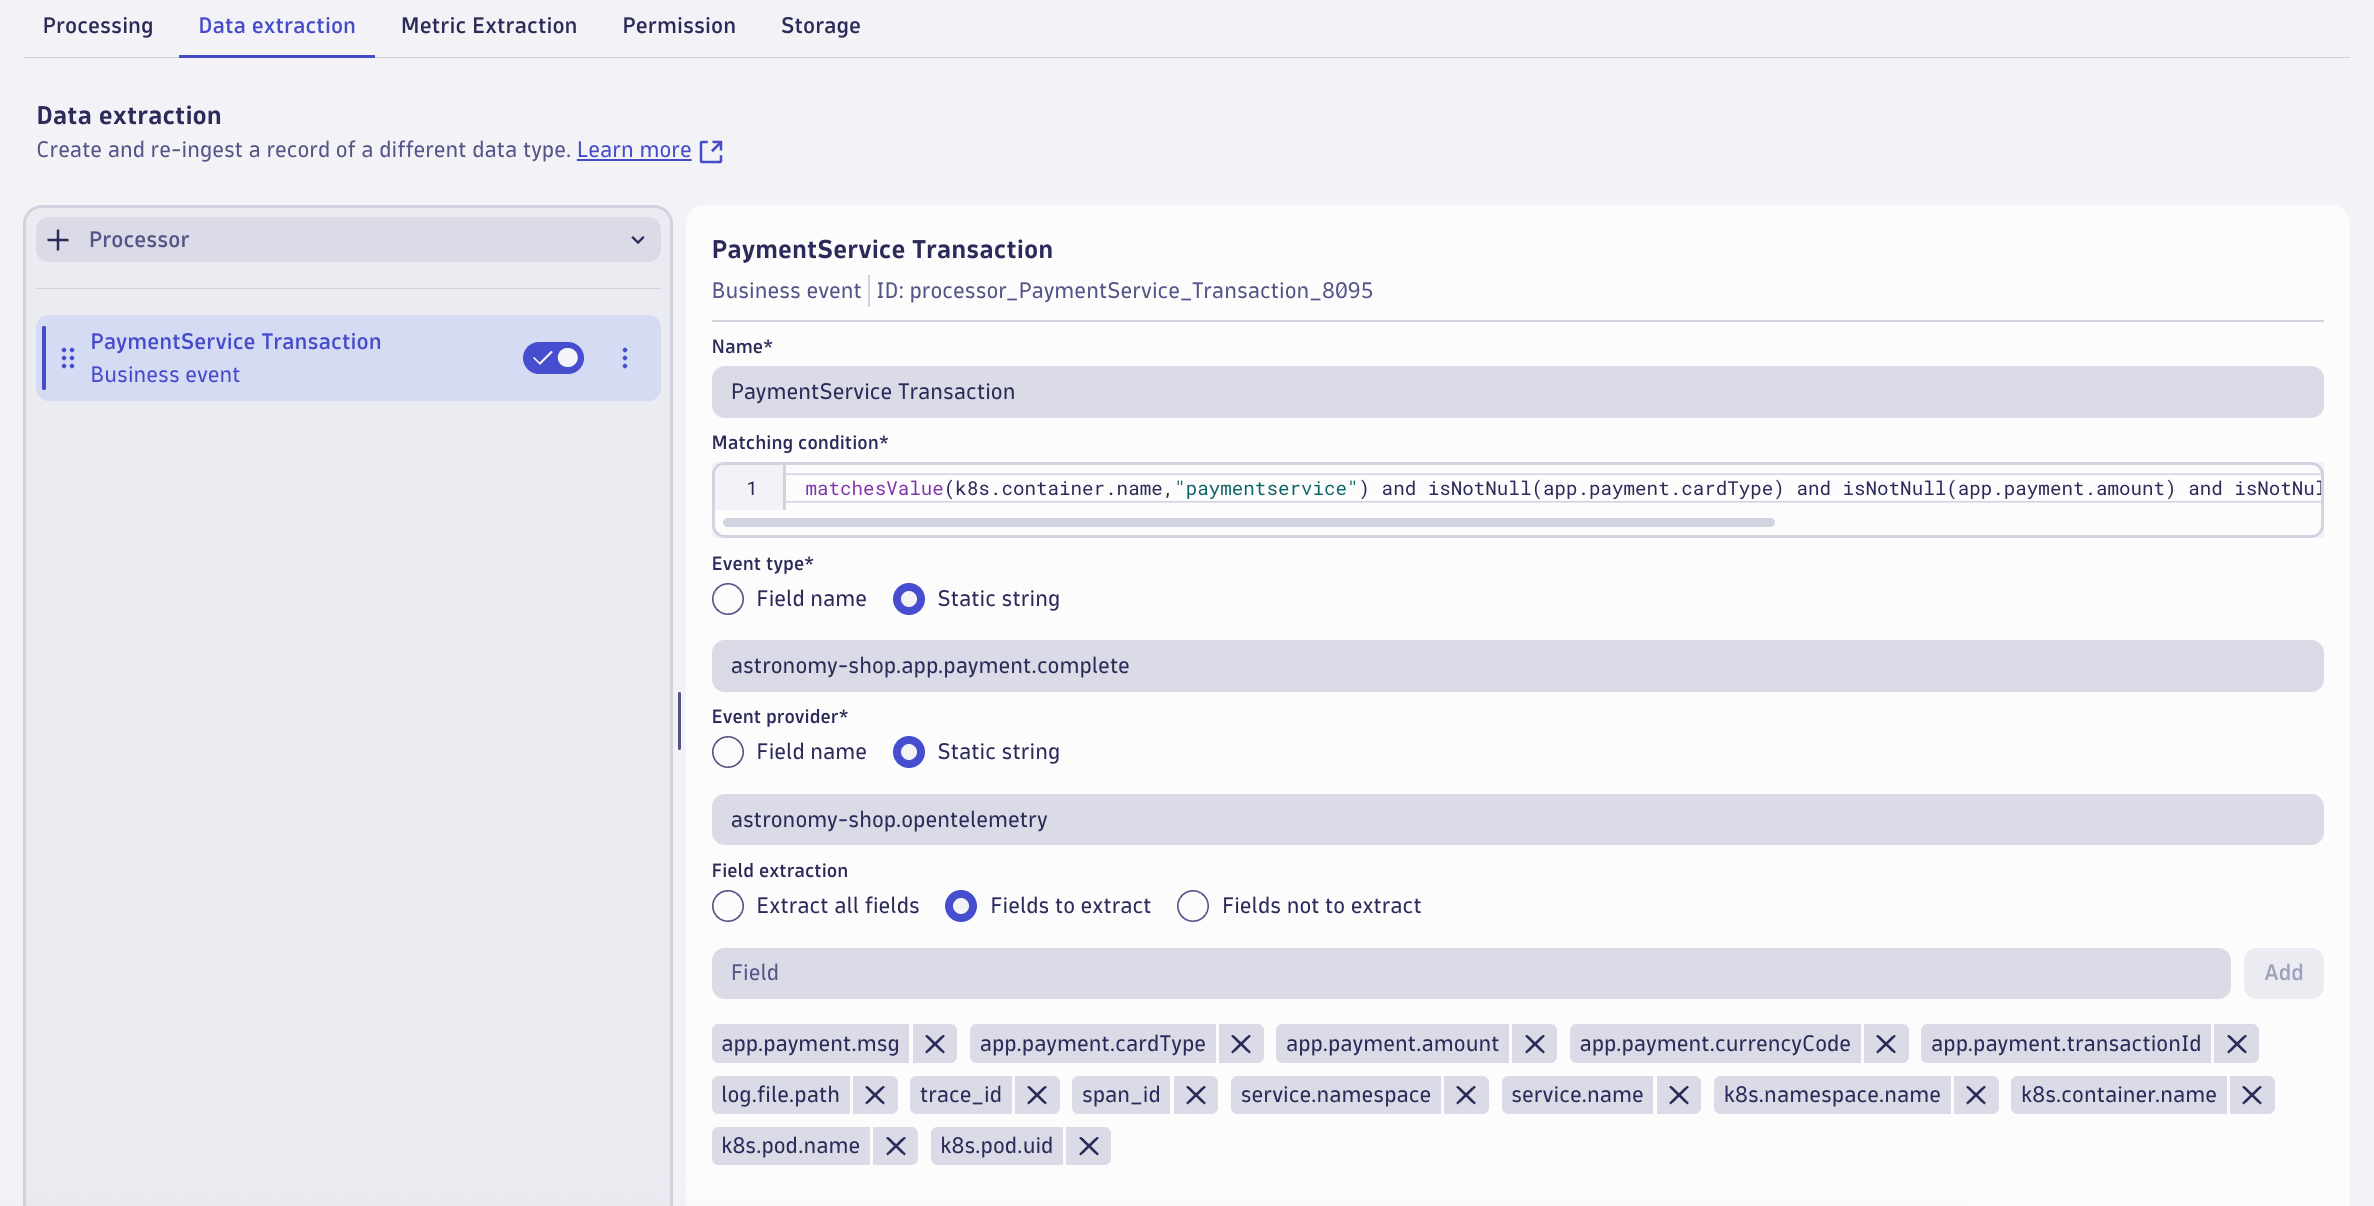 Processing Data extraction Metric Extraction Permission Storage
Data extraction
Create and re-ingest a record of a different data type. Learn more
Processor
PaymentService Transaction
Business event
PaymentService Transaction
Business event ID: processor_PaymentService_Transaction_8095
Name*
PaymentService Transaction
Matching condition*
1 matchesValue(k8s.container.name,"paymentservice") and isNotNull(app.payment.cardType) and isNotNull(app.payment.amount) and isNotNul
Event type*
Field name Static string
astronomy-shop.app.payment.complete
Event provider*
Field name Static string
astronomy-shop.opentelemetry
Field extraction
Extract all fields Fields to extract Fields not to extract
Field Add
app.payment.msg app.payment.cardType app.payment.amount app.payment.currencyCode app.payment.transactionId
log.file.path trace_id span_id service.namespace service.name k8s.namespace.name k8s.container.name
k8s.pod.name k8s.pod.uid